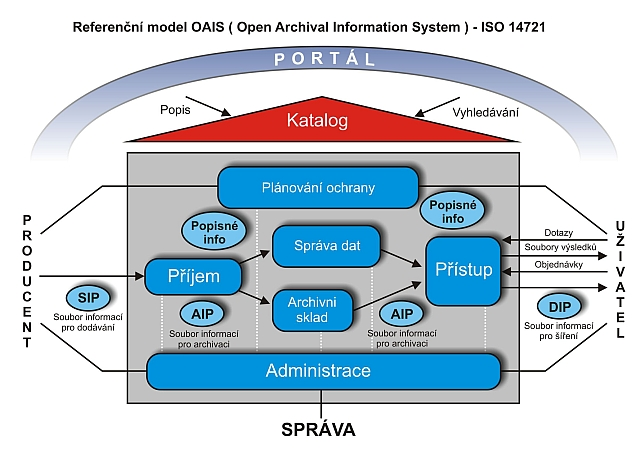 Referenční model OAIS ( Open Archival Information System ) - ISO 14721
PORTÁL
Popis
Katalog
Vyhledávání
Plánování ochrany
Popisné
info
Popisné
info
Správa dat
Příjem
Přístup
Archivni
sklad
PRODUCENT
UŽIVATEL
Dotazy
Soubory výsledků
Objednávky
SIP
Soubor informací
pro dodávání
AIP
Soubor informací
pro archivaci
AIP
Soubor informací
pro archivaci
DIP
Soubor informací
pro šíření
Administrace
SPRÁVA